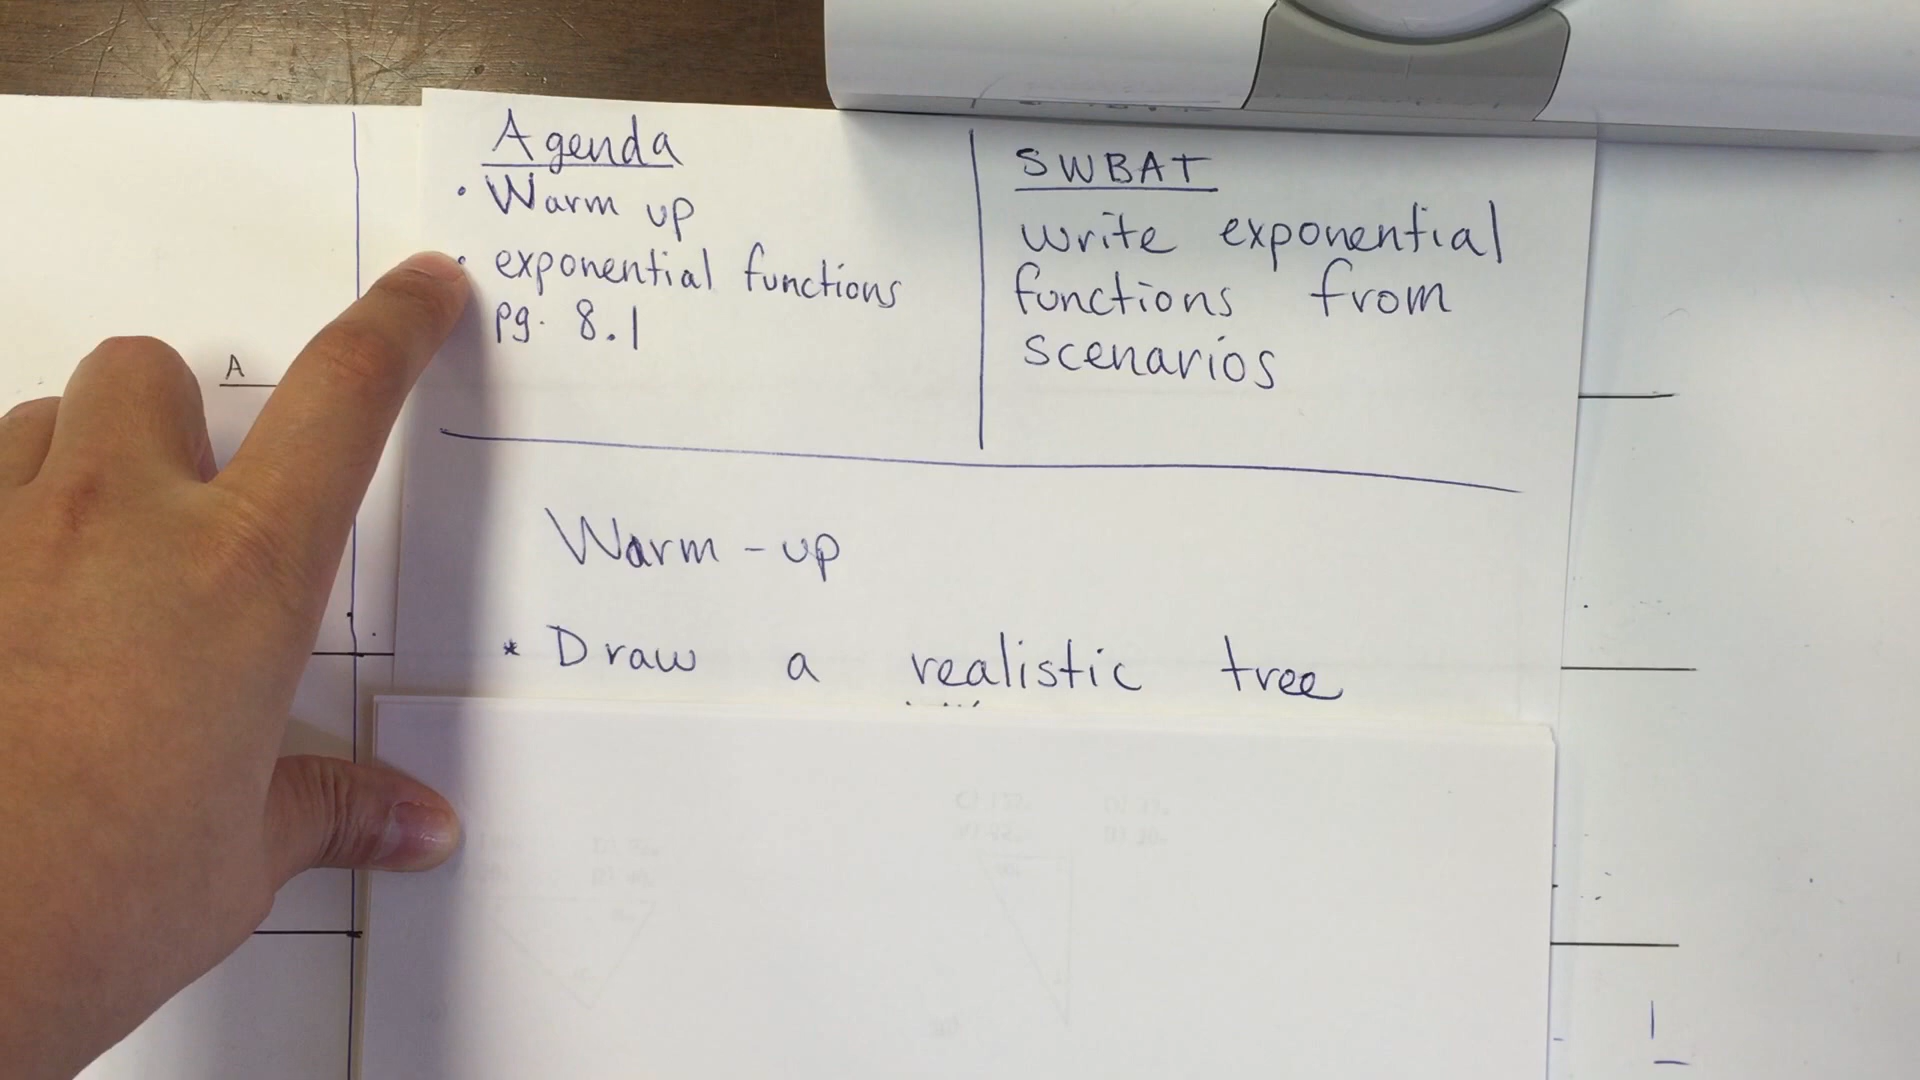 Agenda
• Warm up
• exponential functions
pg. 8.1
SWBAT
write exponential
functions from
scenarios
A
Warm-up
* Draw a realistic tree